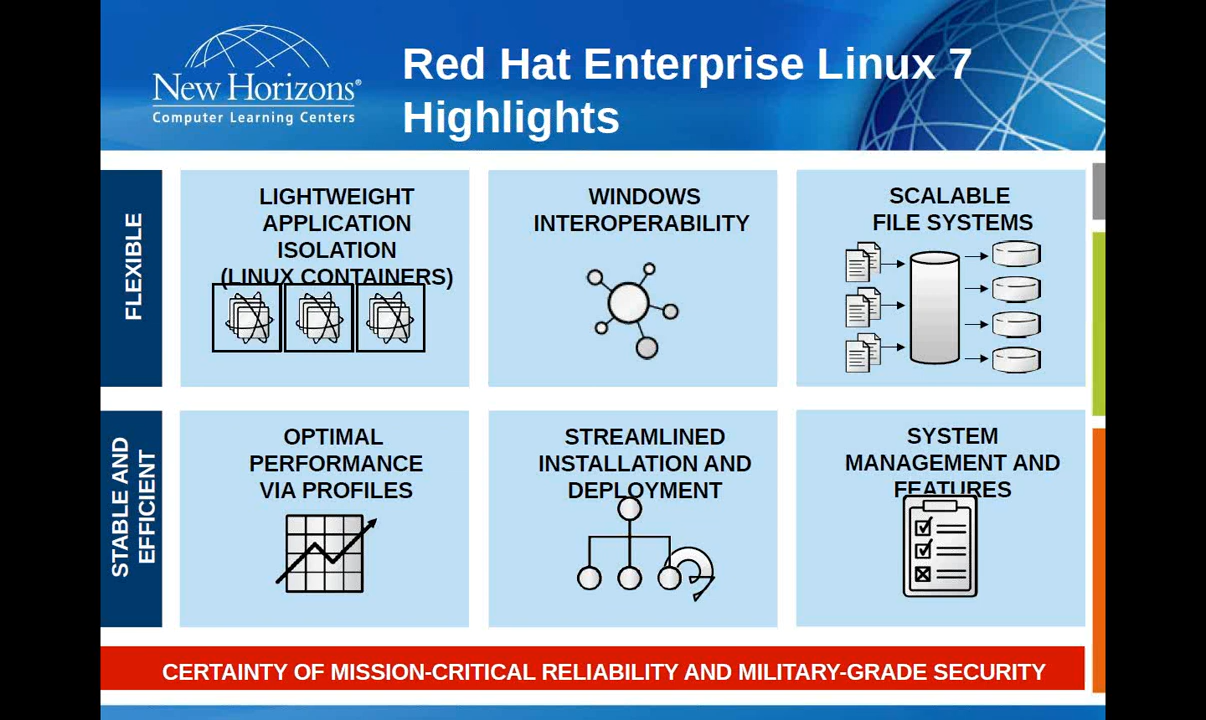 New Horizons®
Computer Learning Centers
Red Hat Enterprise Linux 7
Highlights
FLEXIBLE
LIGHTWEIGHT
APPLICATION
ISOLATION
(LINUX CONTAINERS)
WINDOWS
INTEROPERABILITY
SCALABLE
FILE SYSTEMS
STABLE AND
EFFICIENT
OPTIMAL
PERFORMANCE
VIA PROFILES
STREAMLINED
INSTALLATION AND
DEPLOYMENT
SYSTEM
MANAGEMENT AND
FEATURES
CERTAINTY OF MISSION-CRITICAL RELIABILITY AND MILITARY-GRADE SECURITY